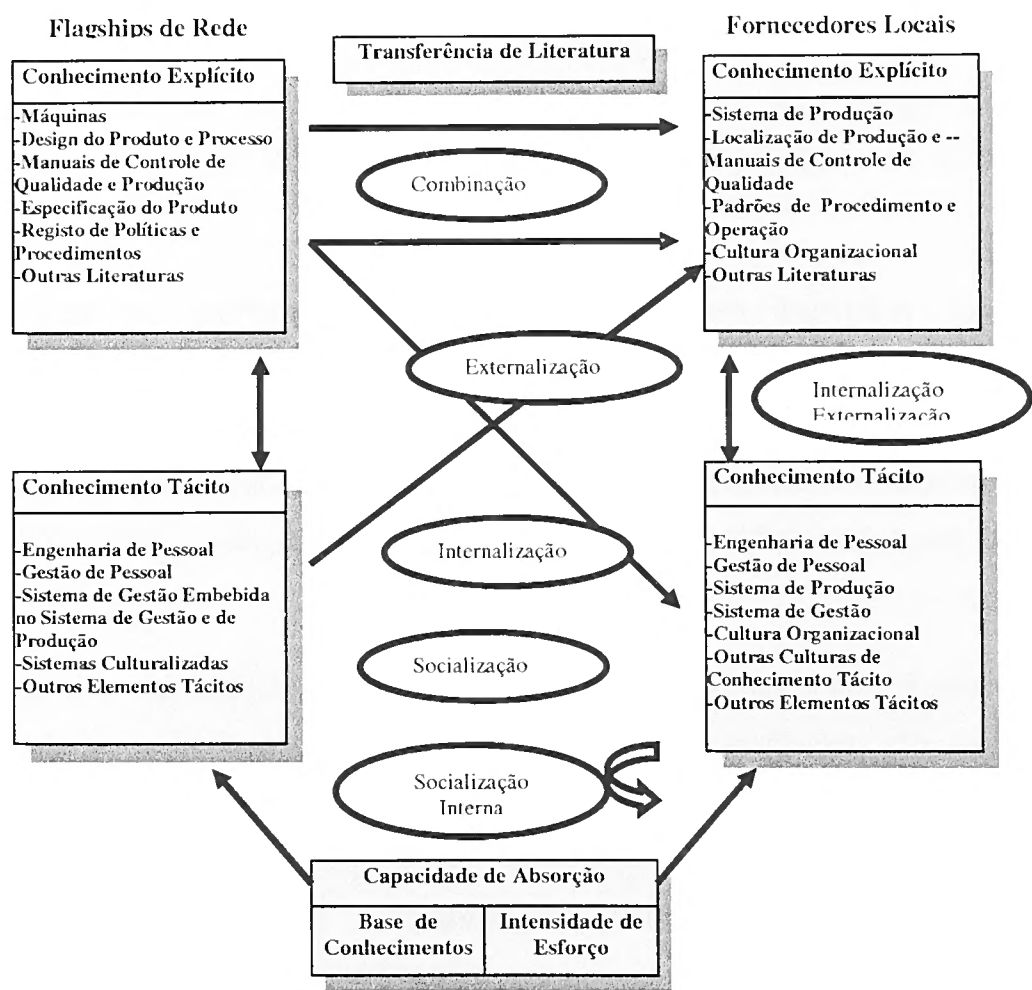 Flagships de Rede
Transferência de Literatura
Fornecedores Locais
Conhecimento Explícito
-Máquinas
-Design do Produto e Processo
-Manuais de Controle de
Qualidade e Produção
-Especificação do Produto
-Registo de Políticas e
Procedimentos
-Outras Literaturas
Conhecimento Explícito
-Sistema de Produção
-Localização de Produção e --
Manuais de Controle de
Qualidade
-Padrões de Procedimento e
Operação
-Cultura Organizacional
-Outras Literaturas
Combinação
Externalização
Internalização
Externalização
Conhecimento Tácito
-Engenharia de Pessoal
-Gestão de Pessoal
-Sistema de Gestão Embebida
no Sistema de Gestão e de
Produção
-Sistemas Culturalizadas
-Outros Elementos Tácitos
Internalização
Socialização
Socialização
Interna
Conhecimento Tácito
-Engenharia de Pessoal
-Gestão de Pessoal
-Sistema de Produção
-Sistema de Gestão
-Cultura Organizacional
-Outras Culturas de
Conhecimento Tácito
-Outros Elementos Tácitos
Capacidade de Absorção
Base de
Conhecimentos
Intensidade de
Esforço